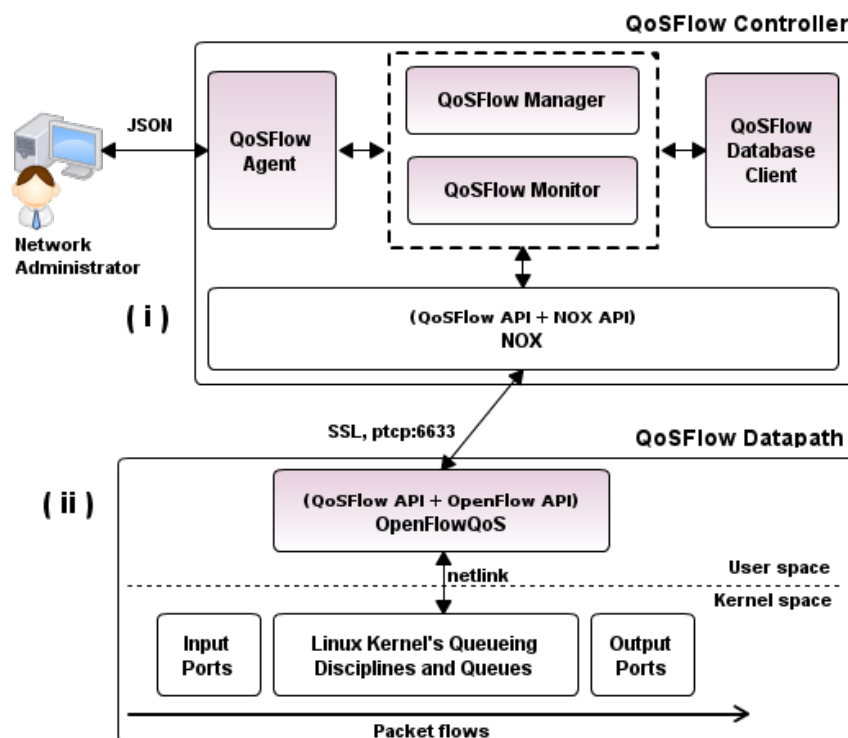 QoSFlow Controller
JSON
QoSFlow
Agent
QoSFlow Manager
QoSFlow Monitor
QoSFlow
Database
Client
Network
Administrator
( i )
(QoSFlow API + NOX API)
NOX
SSL, ptcp:6633
QoSFlow Datapath
( ii )
(QoSFlow API + OpenFlow API)
OpenFlowQoS
netlink
User space
Kernel space
Input
Ports
Linux Kernel's Queueing
Disciplines and Queues
Output
Ports
Packet flows